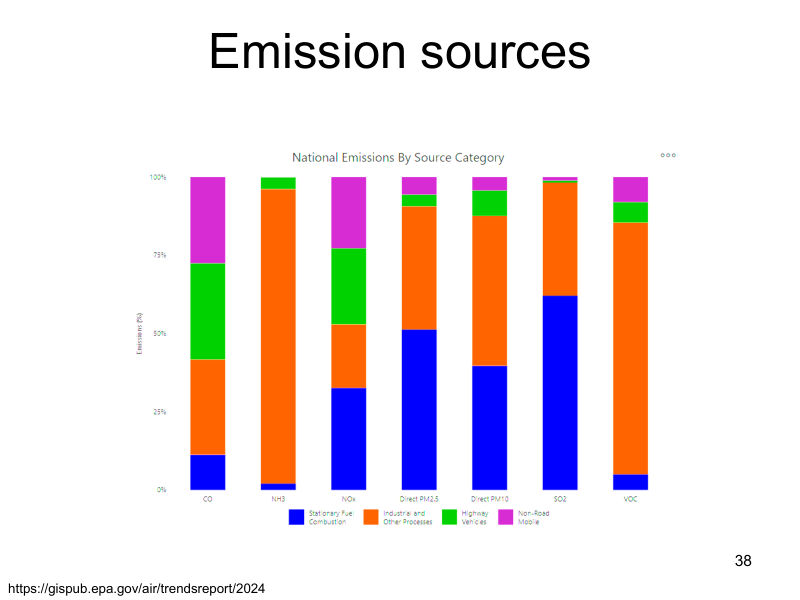 Emission sources
National Emissions By Source Category
100%
75%
50%
25%
0%
Emissions (%)
CO
NH3
NOx
Direct PM2.5
Direct PM10
SO2
VOC
Stationary Fuel
Combustion
Industrial and
Other Processes
Highway
Vehicles
Non-Road
Mobile
38
https://gispub.epa.gov/air/trendsreport/2024